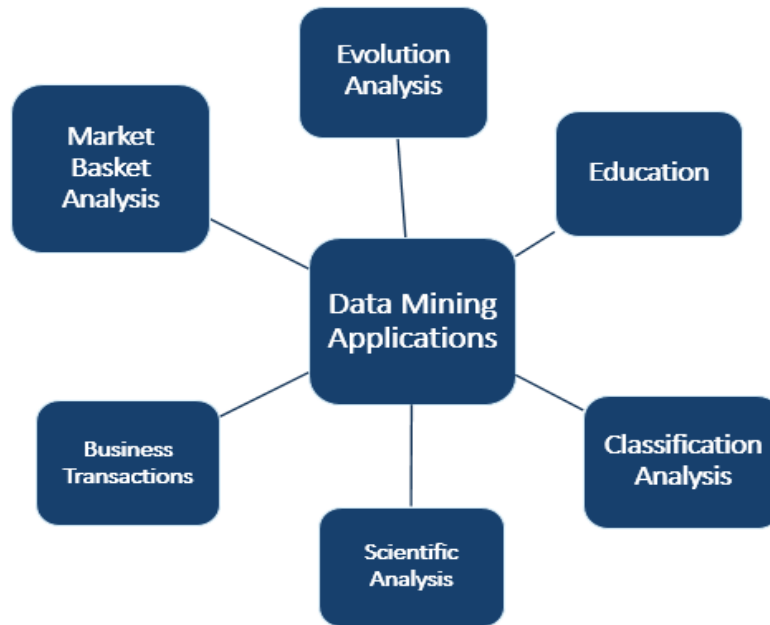 Evolution
Analysis
Market
Basket
Analysis
Education
Data Mining
Applications
Business
Transactions
Classification
Analysis
Scientific
Analysis